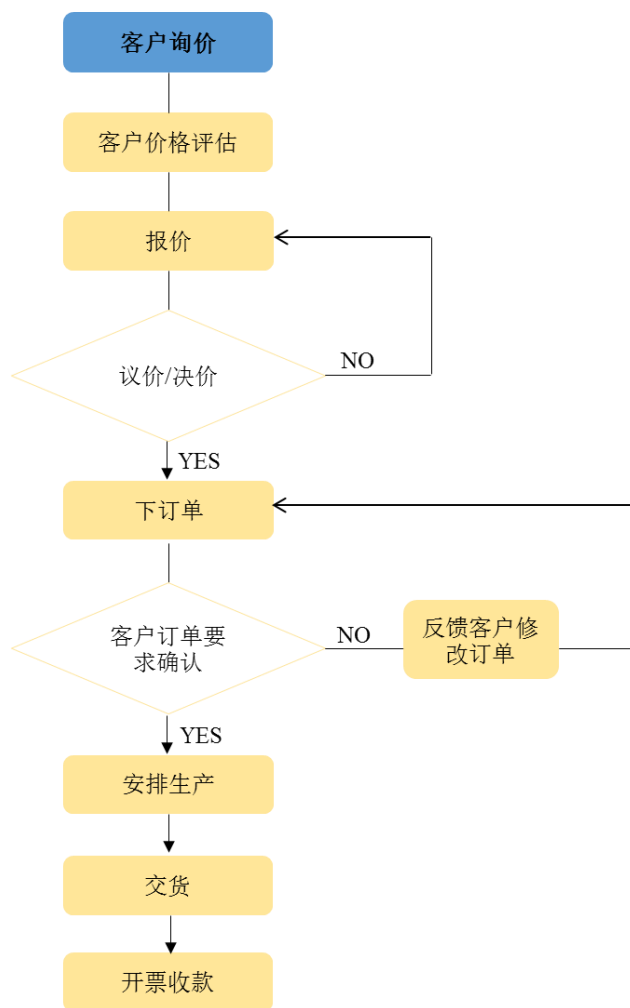 客户询价
客户价格评估
报价
议价/决价
NO
YES
下订单
客户订单要
求确认
NO
反馈客户修
改订单
YES
安排生产
交货
开票收款